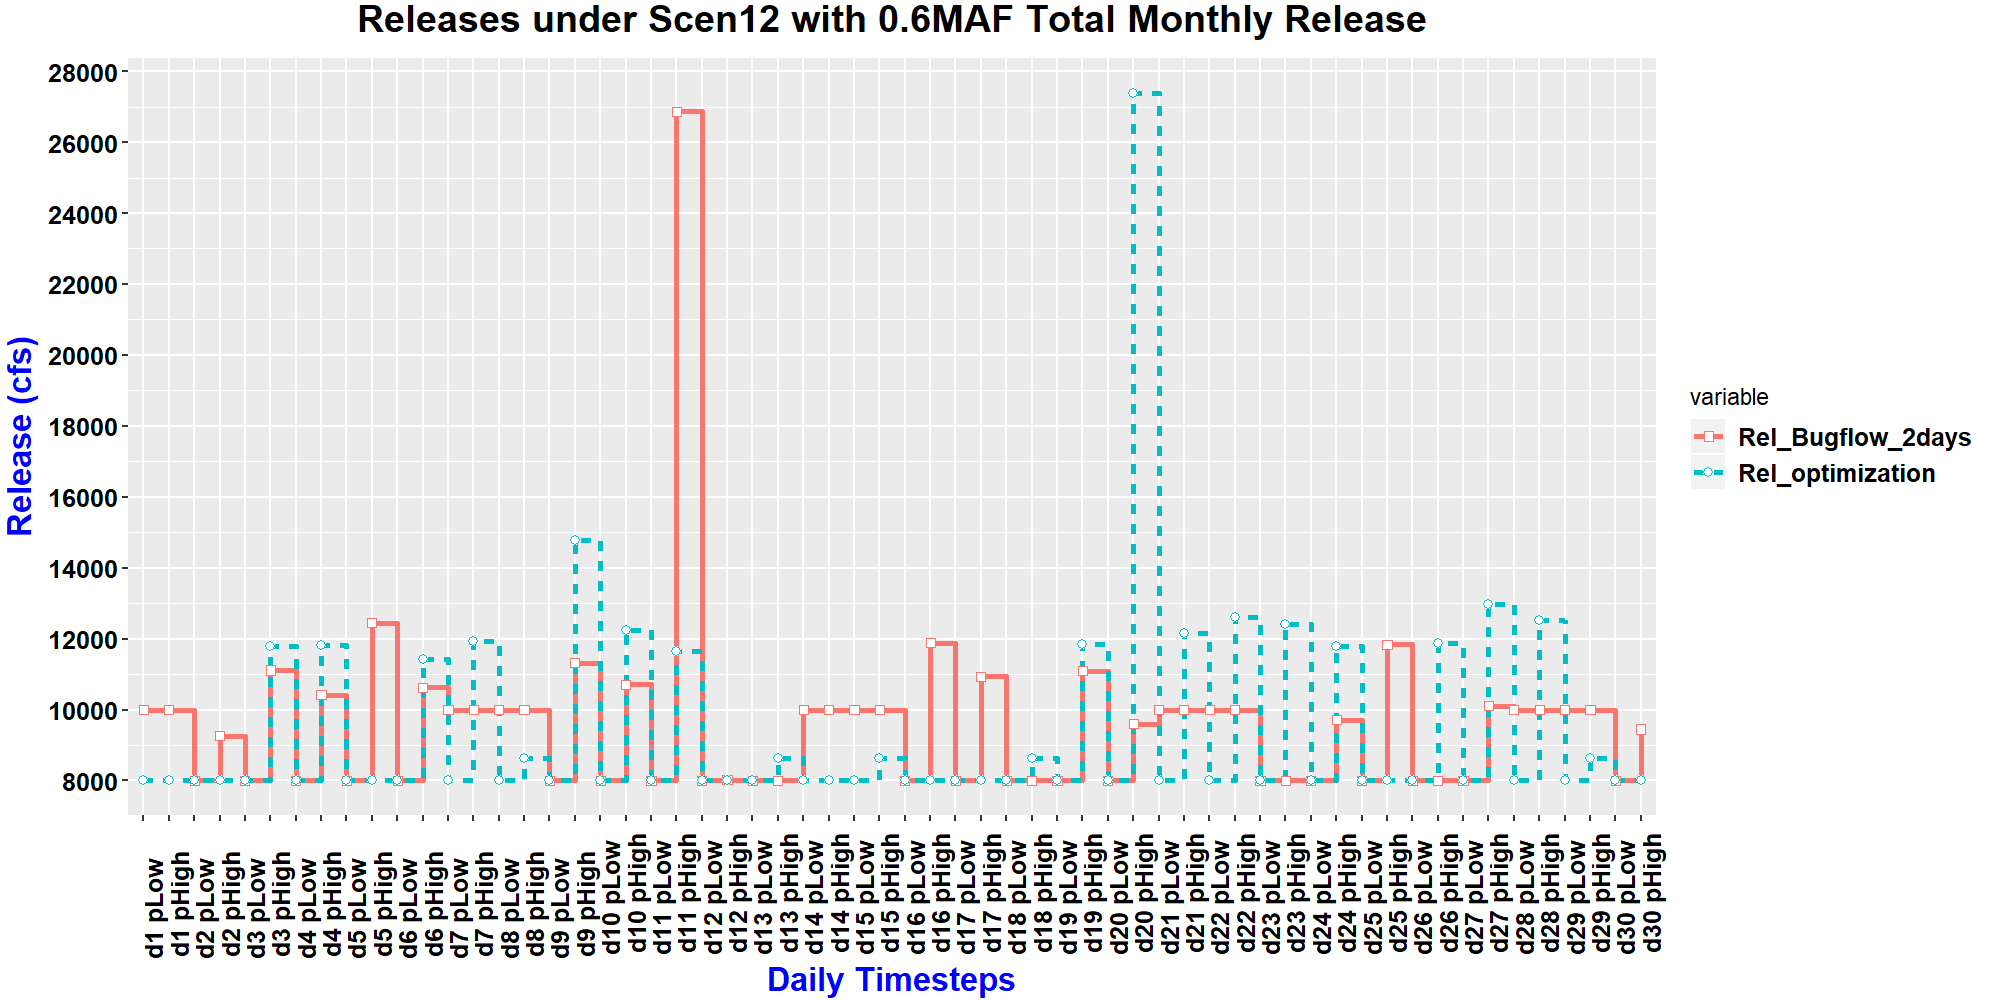 Releases under Scen12 with 0.6MAF Total Monthly Release
Release (cfs)
28000
26000
24000
22000
20000
18000
16000
14000
12000
10000
8000
d1 pLow
d1 pHigh
d2 pLow
d2 pHigh
d3 pLow
d3 pHigh
d4 pLow
d4 pHigh
d5 pLow
d5 pHigh
d6 pLow
d6 pHigh
d7 pLow
d7 pHigh
d8 pLow
d8 pHigh
d9 pLow
d9 pHigh
d10 pLow
d10 pHigh
d11 pLow
d11 pHigh
d12 pLow
d12 pHigh
d13 pLow
d13 pHigh
d14 pLow
d14 pHigh
d15 pLow
d15 pHigh
d16 pLow
d16 pHigh
d17 pLow
d17 pHigh
d18 pLow
d18 pHigh
d19 pLow
d19 pHigh
d20 pLow
d20 pHigh
d21 pLow
d21 pHigh
d22 pLow
d22 pHigh
d23 pLow
d23 pHigh
d24 pLow
d24 pHigh
d25 pLow
d25 pHigh
d26 pLow
d26 pHigh
d27 pLow
d27 pHigh
d28 pLow
d28 pHigh
d29 pLow
d29 pHigh
d30 pLow
d30 pHigh
Daily Timesteps
variable
Rel_Bugflow_2days
Rel_optimization